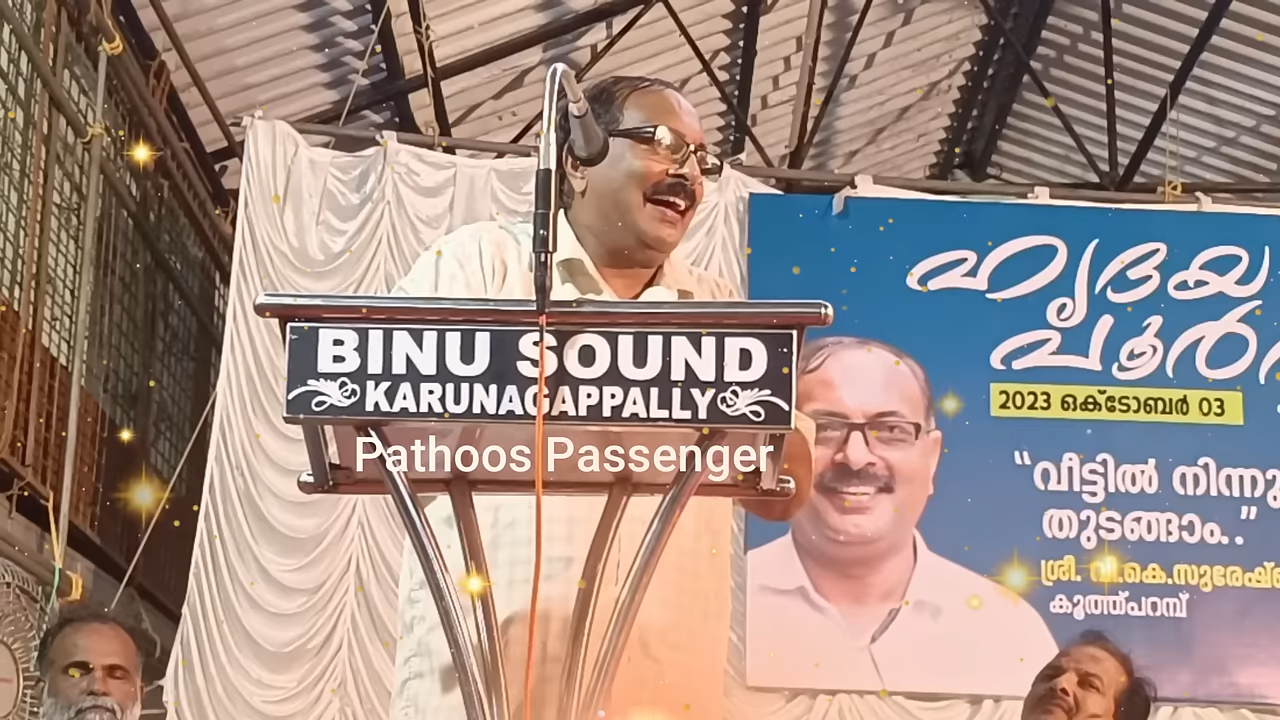 ഹൃദയ
BINU SOUND
KARUNAGAPPALLY
2023 ഒക്ടോബർ 03
Pathoos Passenger
"വീട്ടിൽ നിന്നു
തുടങ്ങാം.."
ശ്രീ. വി.കെ.സുരേഷ്
കൂത്ത്പറമ്പ്